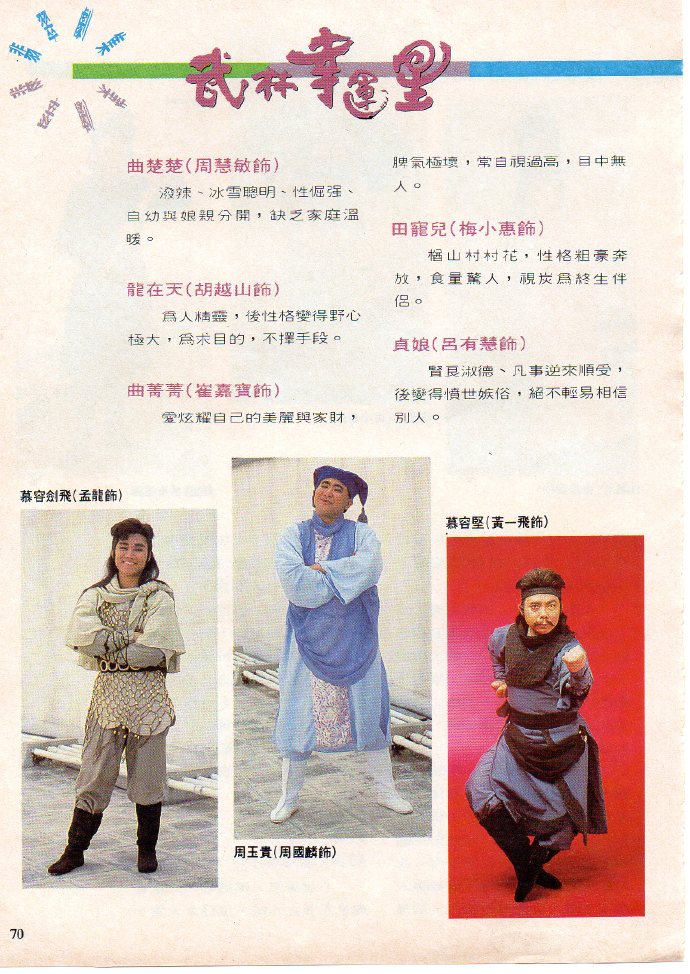 武林幸運星
曲楚楚(周慧敏飾)
潑辣、冰雪聰明、性倔强、
自幼與娘親分開，缺乏家庭溫
暖。
龍在天(胡越山飾)
爲人精靈，後性格變得野心
極大，爲求目的，不擇手段。
曲菁菁(崔嘉寶飾)
愛炫耀自己的美麗與家財，
脾氣極壞，常自視過高，目中無
人。
田寵兒(梅小惠飾)
楢山村村花，性格粗豪奔
放，食量驚人，視炭爲終生伴
侶。
貞娘(呂有慧飾)
賢良淑德、凡事逆來順受，
後變得憤世嫉俗，絕不輕易相信
別人。
慕容劍飛(孟龍飾)
周玉貴(周國麟飾)
慕容堅(黃一飛飾)
70